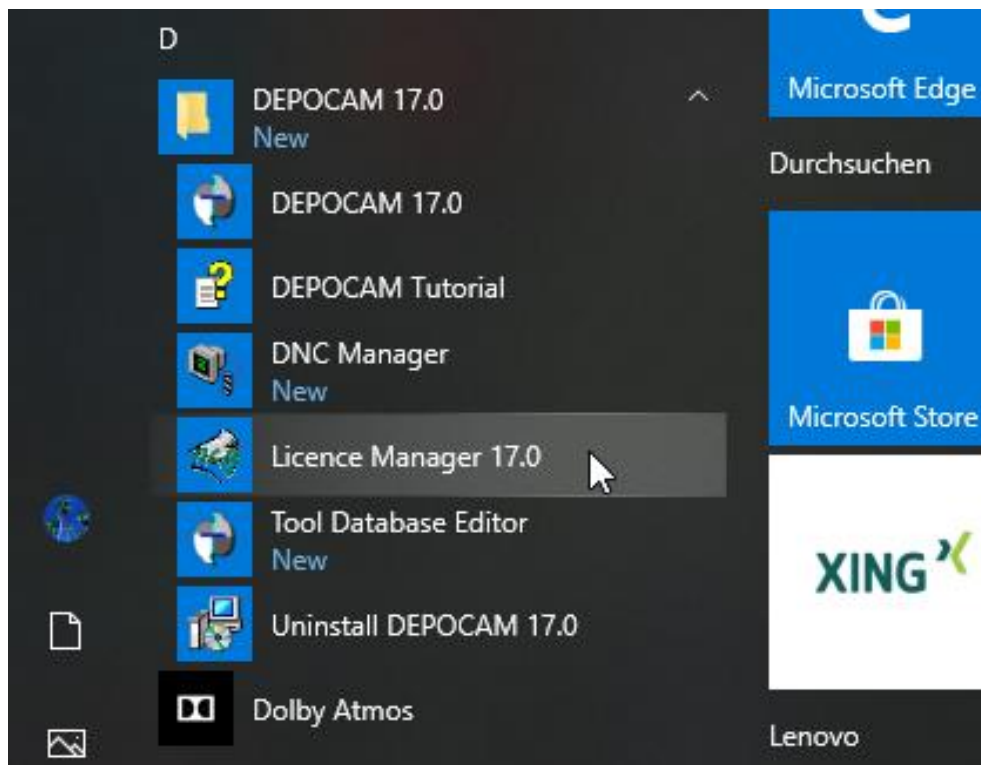 D
DEPOCAM 17.0
New
DEPOCAM 17.0
DEPOCAM Tutorial
DNC Manager
New
Licence Manager 17.0
Tool Database Editor
New
Uninstall DEPOCAM 17.0
Dolby Atmos
Microsoft Edge
Durchsuchen
Microsoft Store
XING
Lenovo